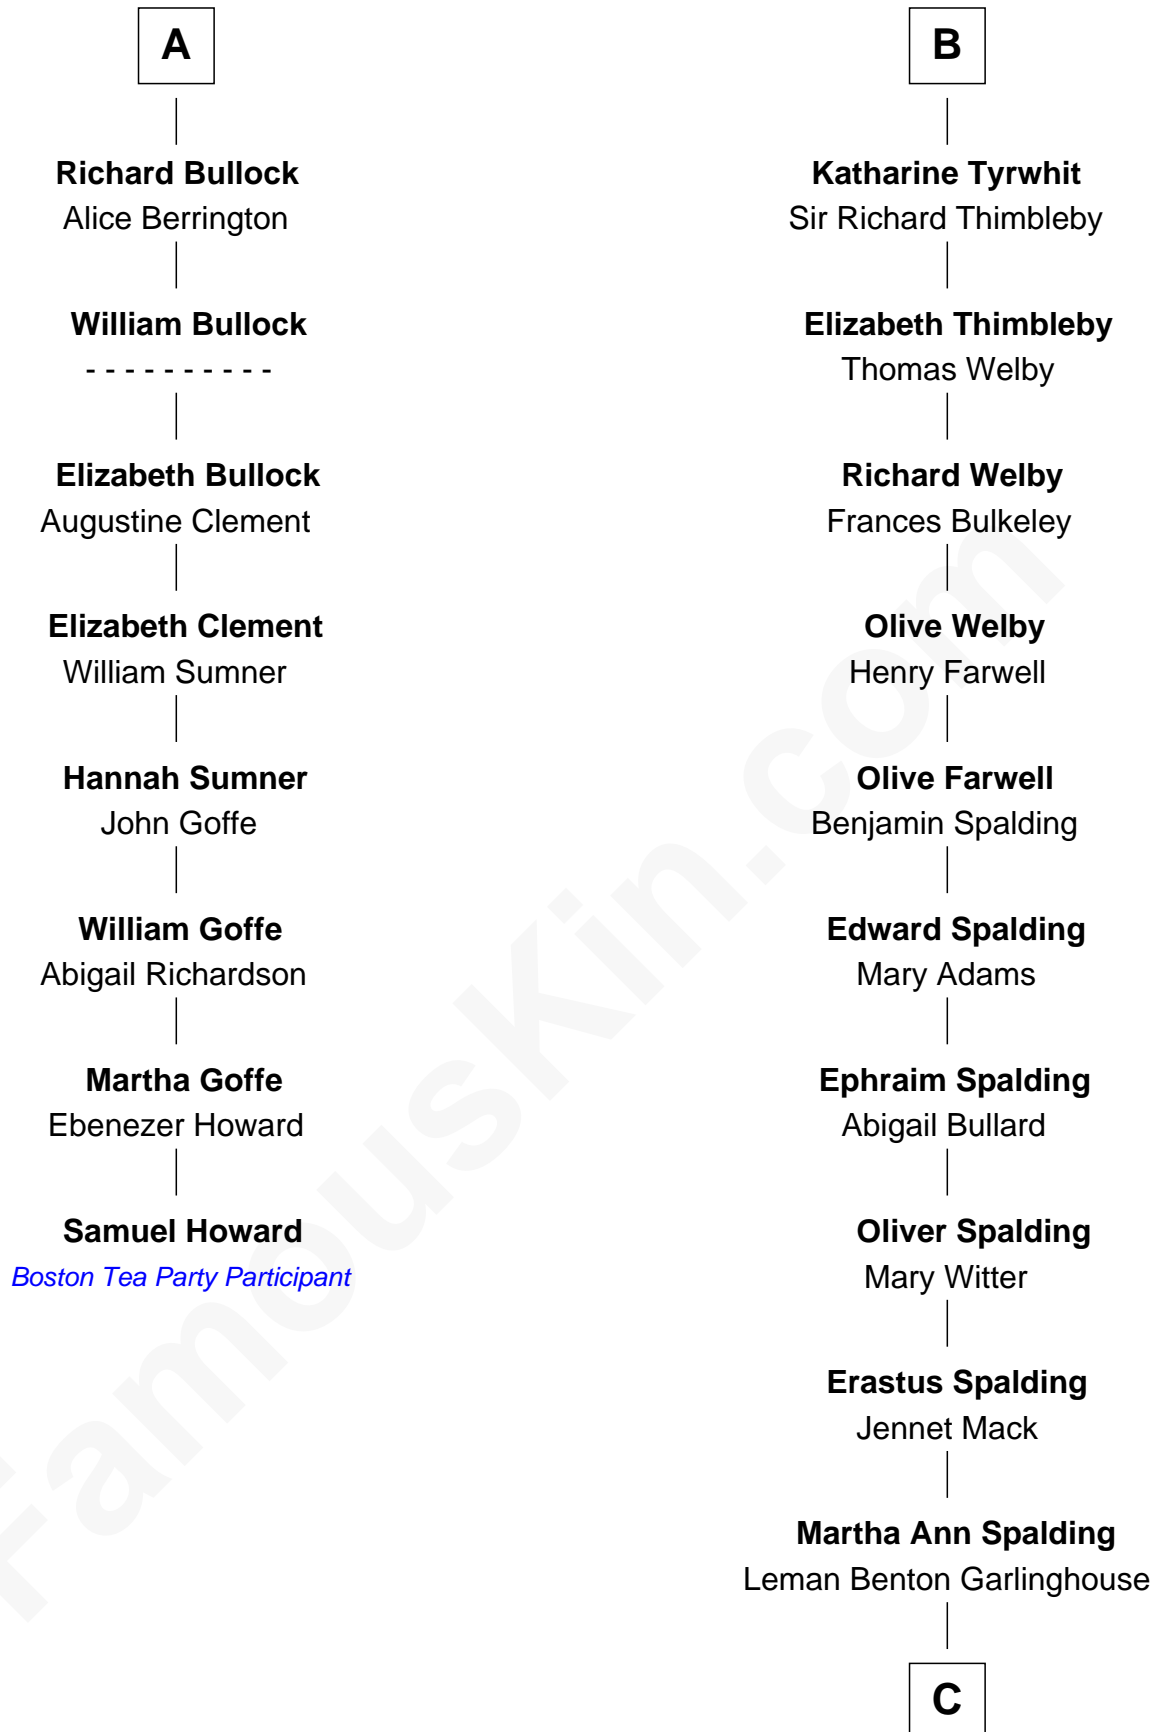 A
Richard Bullock
Alice Berrington
William Bullock
- - - - - - - - - -
Elizabeth Bullock
Augustine Clement
Elizabeth Clement
William Sumner
Hannah Sumner
John Goffe
William Goffe
Abigail Richardson
Martha Goffe
Ebenezer Howard
Samuel Howard
Boston Tea Party Participant
B
Katharine Tyrwhit
Sir Richard Thimbleby
Elizabeth Thimbleby
Thomas Welby
Richard Welby
Frances Bulkeley
Olive Welby
Henry Farwell
Olive Farwell
Benjamin Spalding
Edward Spalding
Mary Adams
Ephraim Spalding
Abigail Bullard
Oliver Spalding
Mary Witter
Erastus Spalding
Jennet Mack
Martha Ann Spalding
Leman Benton Garlinghouse
C
FamousKin.com